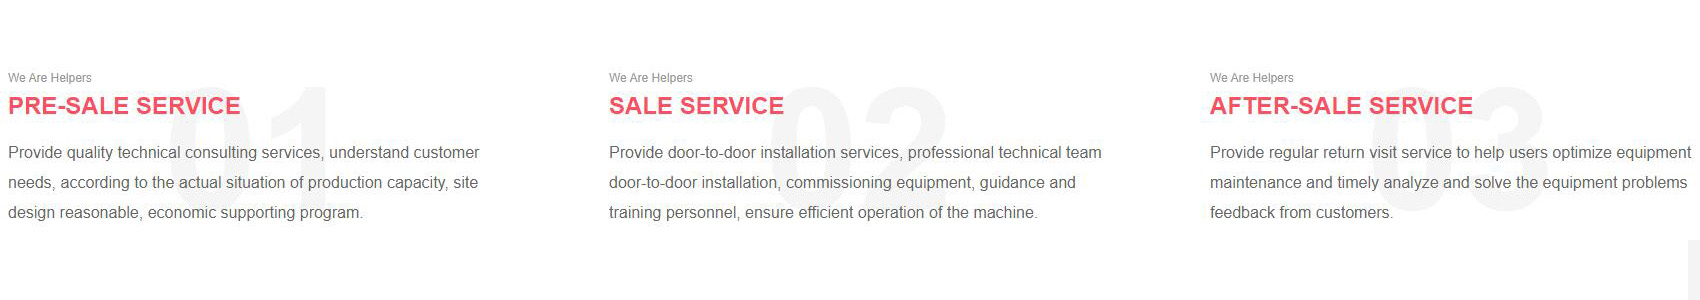 We Are Helpers
01
PRE-SALE SERVICE
Provide quality technical consulting services, understand customer
needs, according to the actual situation of production capacity, site
design reasonable, economic supporting program.
We Are Helpers
02
SALE SERVICE
Provide door-to-door installation services, professional technical team
door-to-door installation, commissioning equipment, guidance and
training personnel, ensure efficient operation of the machine.
We Are Helpers
03
AFTER-SALE SERVICE
Provide regular return visit service to help users optimize equipment
maintenance and timely analyze and solve the equipment problems
feedback from customers.